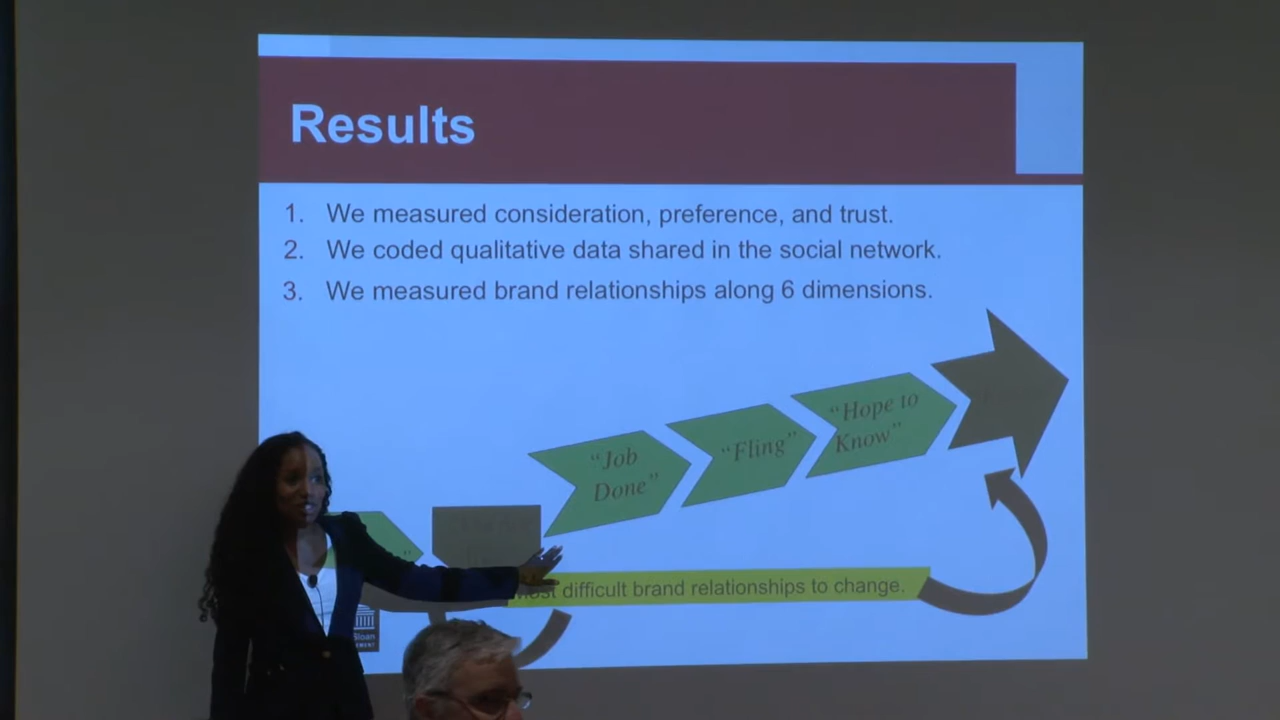 Results
1. We measured consideration, preference, and trust.
2. We coded qualitative data shared in the social network.
3. We measured brand relationships along 6 dimensions.
“Hope to
Know”
“Fling”
“Job
Done”
most difficult brand relationships to change.
Sloan